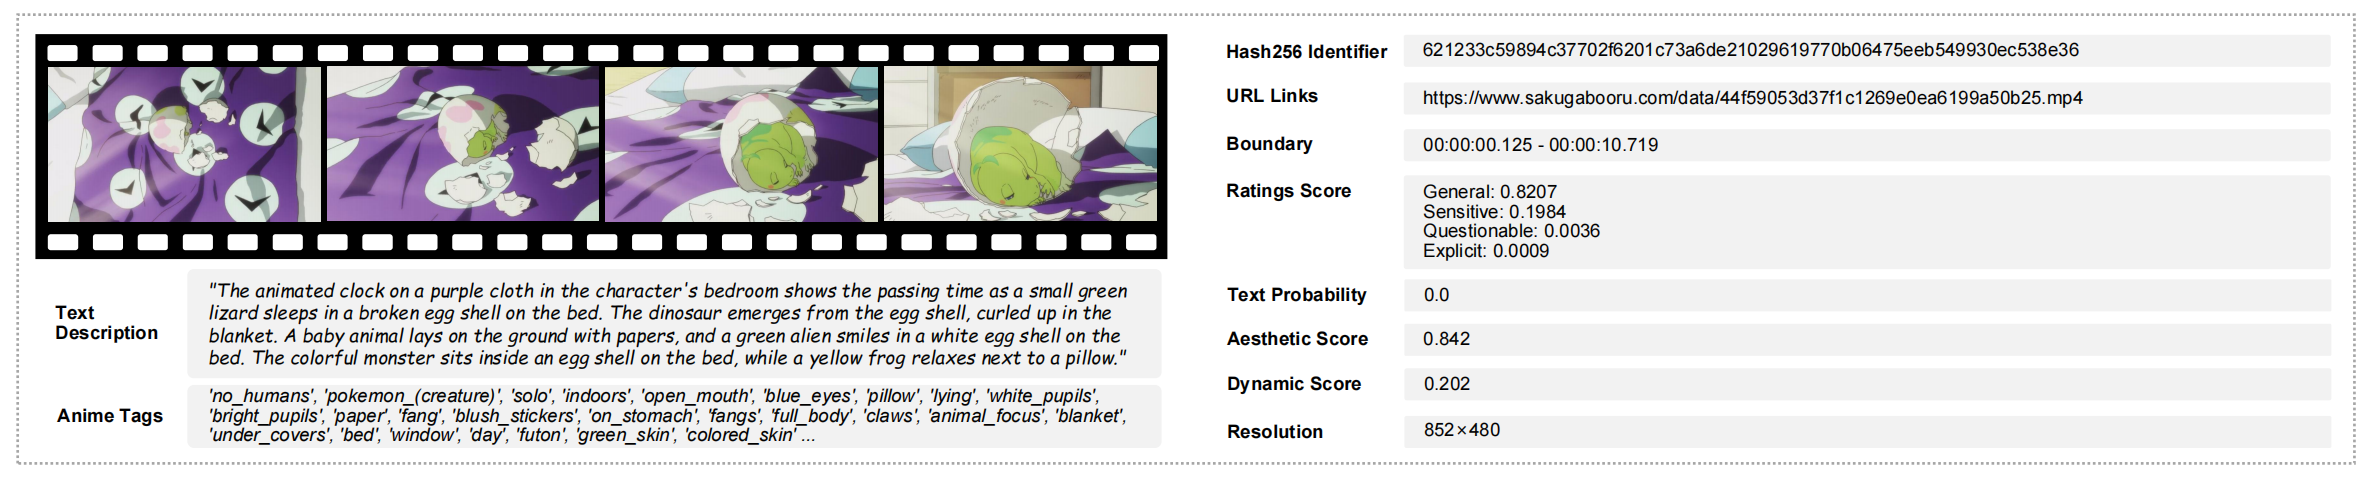 Text
Description
"The animated clock on a purple cloth in the character's bedroom shows the passing time as a small green
lizard sleeps in a broken egg shell on the bed. The dinosaur emerges from the egg shell, curled up in the
blanket. A baby animal lays on the ground with papers, and a green alien smiles in a white egg shell on the
bed. The colorful monster sits inside an egg shell on the bed, while a yellow frog relaxes next to a pillow."
Anime Tags
'no_humans', 'pokemon_(creature)', 'solo', 'indoors', 'open_mouth', 'blue_eyes', 'pillow', 'lying', 'white_pupils',
'bright_pupils', 'paper', 'fang', 'blush_stickers', 'on_stomach', 'fangs', 'full_body', 'claws', 'animal_focus', 'blanket',
'under_covers', 'bed', 'window', 'day', 'futon', 'green_skin', 'colored_skin' ...
Hash256 Identifier
621233c59894c37702f6201c73a6de21029619770b06475eeb549930ec538e36
URL Links
https://www.sakugabooru.com/data/44f59053d37f1c1269e0ea6199a50b25.mp4
Boundary
00:00:00.125 - 00:00:10.719
Ratings Score
General: 0.8207
Sensitive: 0.1984
Questionable: 0.0036
Explicit: 0.0009
Text Probability
0.0
Aesthetic Score
0.842
Dynamic Score
0.202
Resolution
852×480